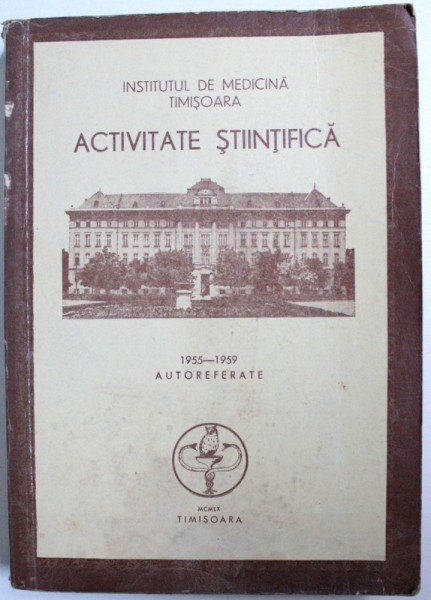 INSTITUTUL DE MEDICINĂ
TIMIȘOARA
ACTIVITATE ȘTIINȚIFICĂ
1955—1959
AUTOREFERATE
MCMLX
TIMIȘOARA